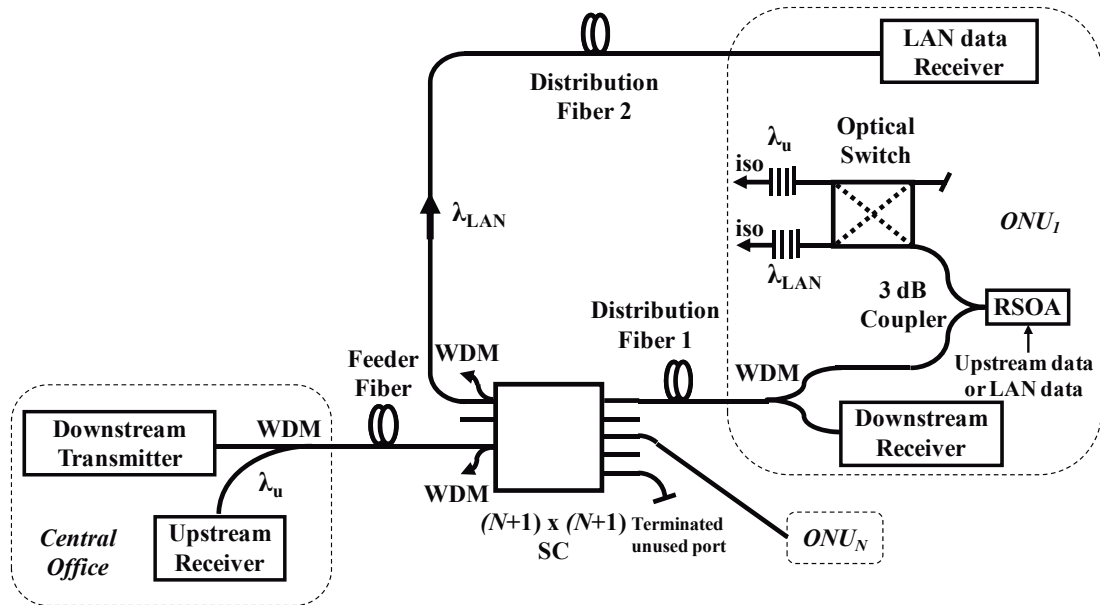 LAN data
Receiver
Distribution
Fiber 2
Optical
Switch
λu
iso
iso
λLAN
ONU1
λLAN
3 dB
Coupler
RSOA
Upstream data
or LAN data
Distribution
Fiber 1
WDM
Downstream
Receiver
WDM
Feeder
Fiber
WDM
Downstream
Transmitter
WDM
λu
Upstream
Receiver
Central
Office
(N+1) x (N+1)
SC
Terminated
unused port
ONUN